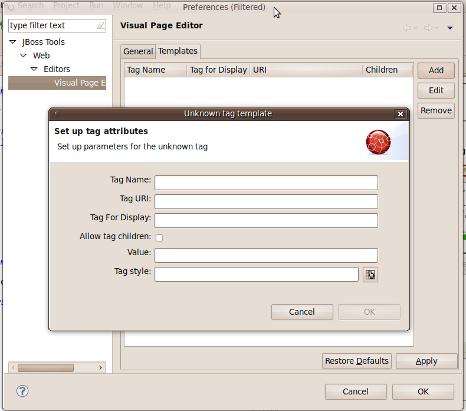 Search Project Run Window Help
Preferences (Filtered)
type filter text
Visual Page Editor
JBoss Tools
Web
Editors
Visual Page E
General
Templates
Tag Name
Tag for Display
URI
Children
Add
Edit
Remove
Unknown tag template
Set up tag attributes
Set up parameters for the unknown tag
Tag Name:
Tag URI:
Tag For Display:
Allow tag children:
Value:
Tag style:
Cancel
OK
Restore Defaults
Apply
Cancel
OK